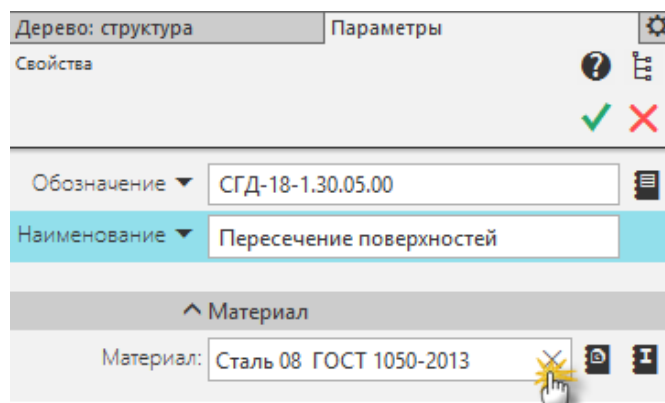 Дерево: структура
Параметры
Свойства
Обозначение
СГД-18-1.30.05.00
Наименование
Пересечение поверхностей
Материал
Материал: Сталь 08 ГОСТ 1050-2013